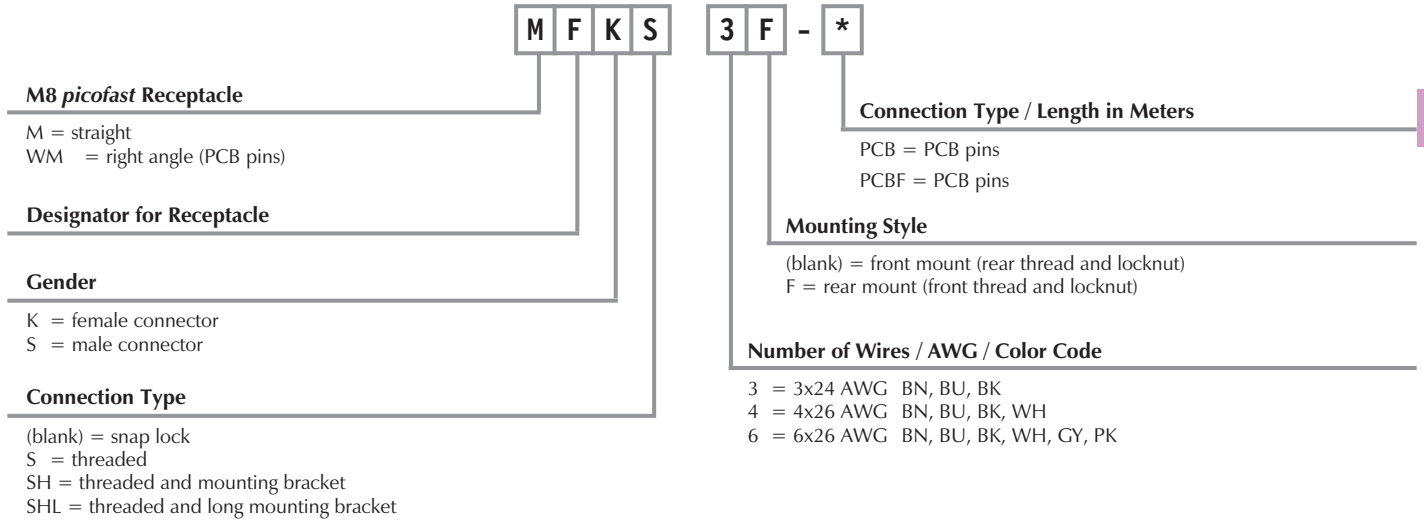 M F K S 3 F - *
M8 picofast Receptacle
M = straight
WM = right angle (PCB pins)
Designator for Receptacle
Gender
K = female connector
S = male connector
Connection Type
(blank) = snap lock
S = threaded
SH = threaded and mounting bracket
SHL = threaded and long mounting bracket
Connection Type / Length in Meters
PCB = PCB pins
PCBF = PCB pins
Mounting Style
(blank) = front mount (rear thread and locknut)
F = rear mount (front thread and locknut)
Number of Wires / AWG / Color Code
3 = 3x24 AWG BN, BU, BK
4 = 4x26 AWG BN, BU, BK, WH
6 = 6x26 AWG BN, BU, BK, WH, GY, PK